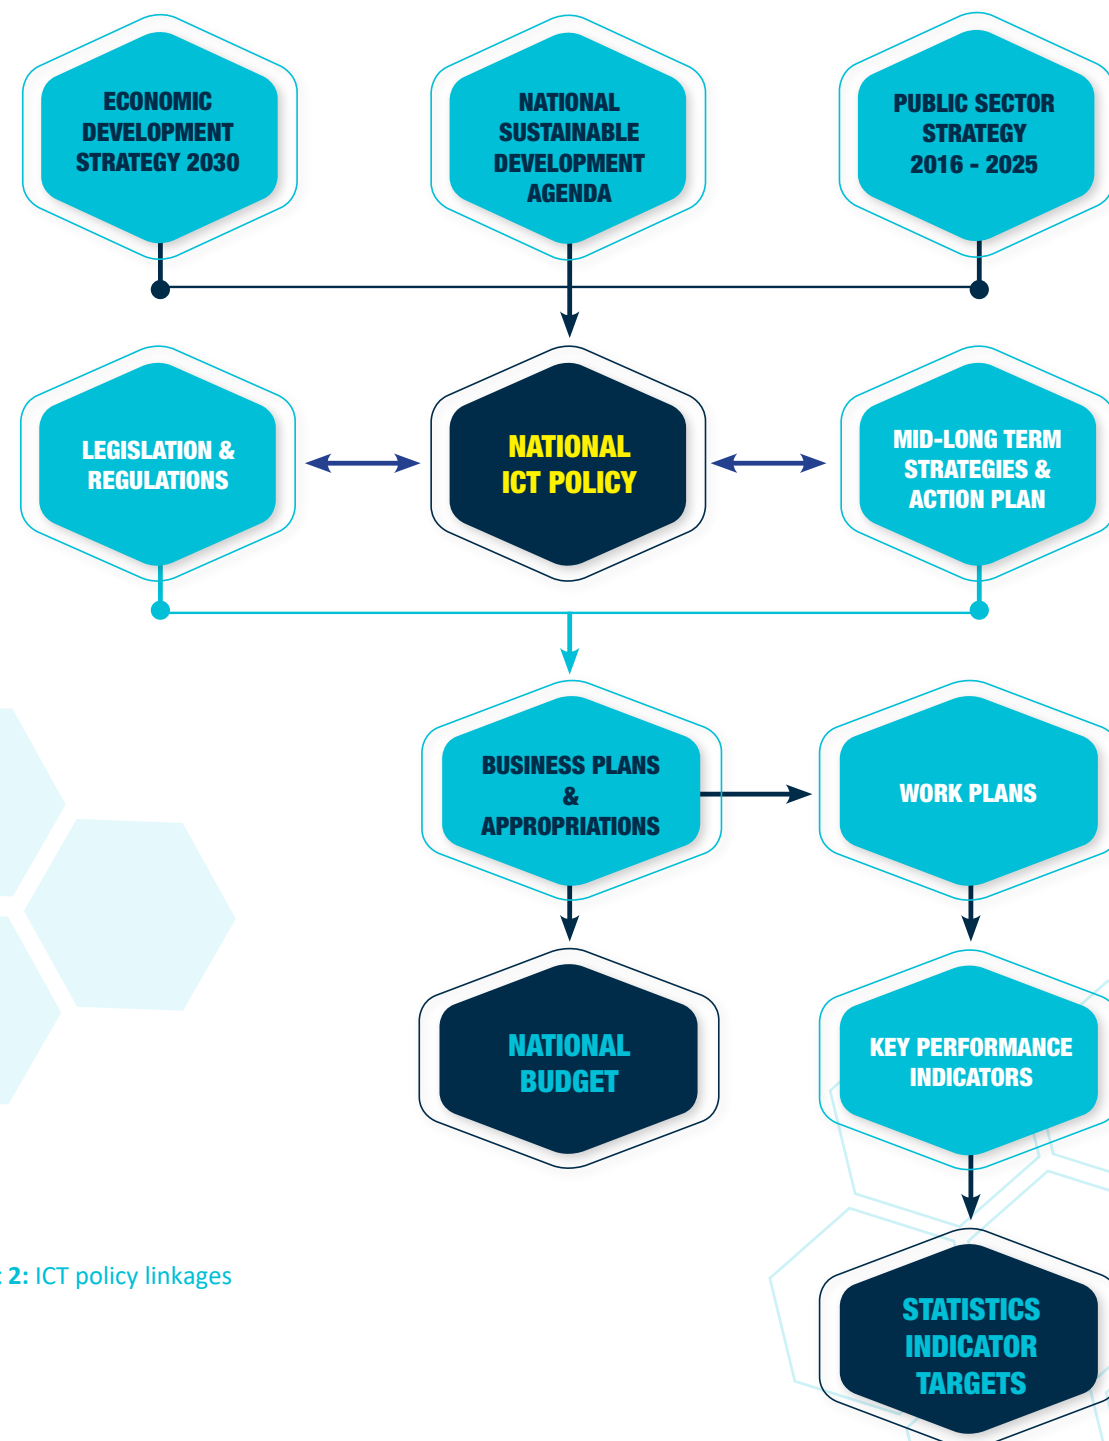 ECONOMIC
DEVELOPMENT
STRATEGY 2030
NATIONAL
SUSTAINABLE
DEVELOPMENT
AGENDA
PUBLIC SECTOR
STRATEGY
2016 - 2025
LEGISLATION &
REGULATIONS
NATIONAL
ICT POLICY
MID-LONG TERM
STRATEGIES &
ACTION PLAN
BUSINESS PLANS
&
APPROPRIATIONS
WORK PLANS
NATIONAL
BUDGET
KEY PERFORMANCE
INDICATORS
2: ICT policy linkages
STATISTICS
INDICATOR
TARGETS